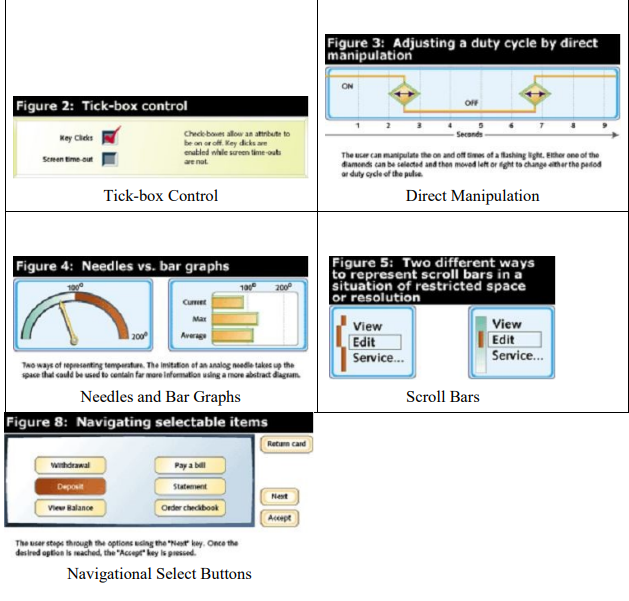 Figure 2: Tick-box control
Key Clicks
Screen time-out
Check-boxes allow an attribute to
be on or off. Key clicks are
enabled while screen time-outs
are not.
Tick-box Control
Figure 3: Adjusting a duty cycle by direct
manipulation
ON
OFF
1 2 3 4 5 6 7 8 9
Seconds
The user can manipulate the on and off times of a flashing light. Either one of the
diamonds can be selected and then moved left or right to change either the period
or duty cycle of the pulse.
Direct Manipulation
Figure 4: Needles vs. bar graphs
100°
200°
100° 200°
Current
Max
Average
Two ways of representing temperature. The imitation of an analog needle takes up the
space that could be used to contain far more information using a more abstract diagram.
Needles and Bar Graphs
Figure 5: Two different ways
to represent scroll bars in a
situation of restricted space
or resolution
View
Edit
Service...
View
Edit
Service...
Scroll Bars
Figure 8: Navigating selectable items
Return card
Withdrawal Pay a bill
Deposit Statement
View Balance Order checkbook
Next
Accept
The user steps through the options using the "Next" key. Once the
desired option is reached, the "Accept" key is pressed.
Navigational Select Buttons